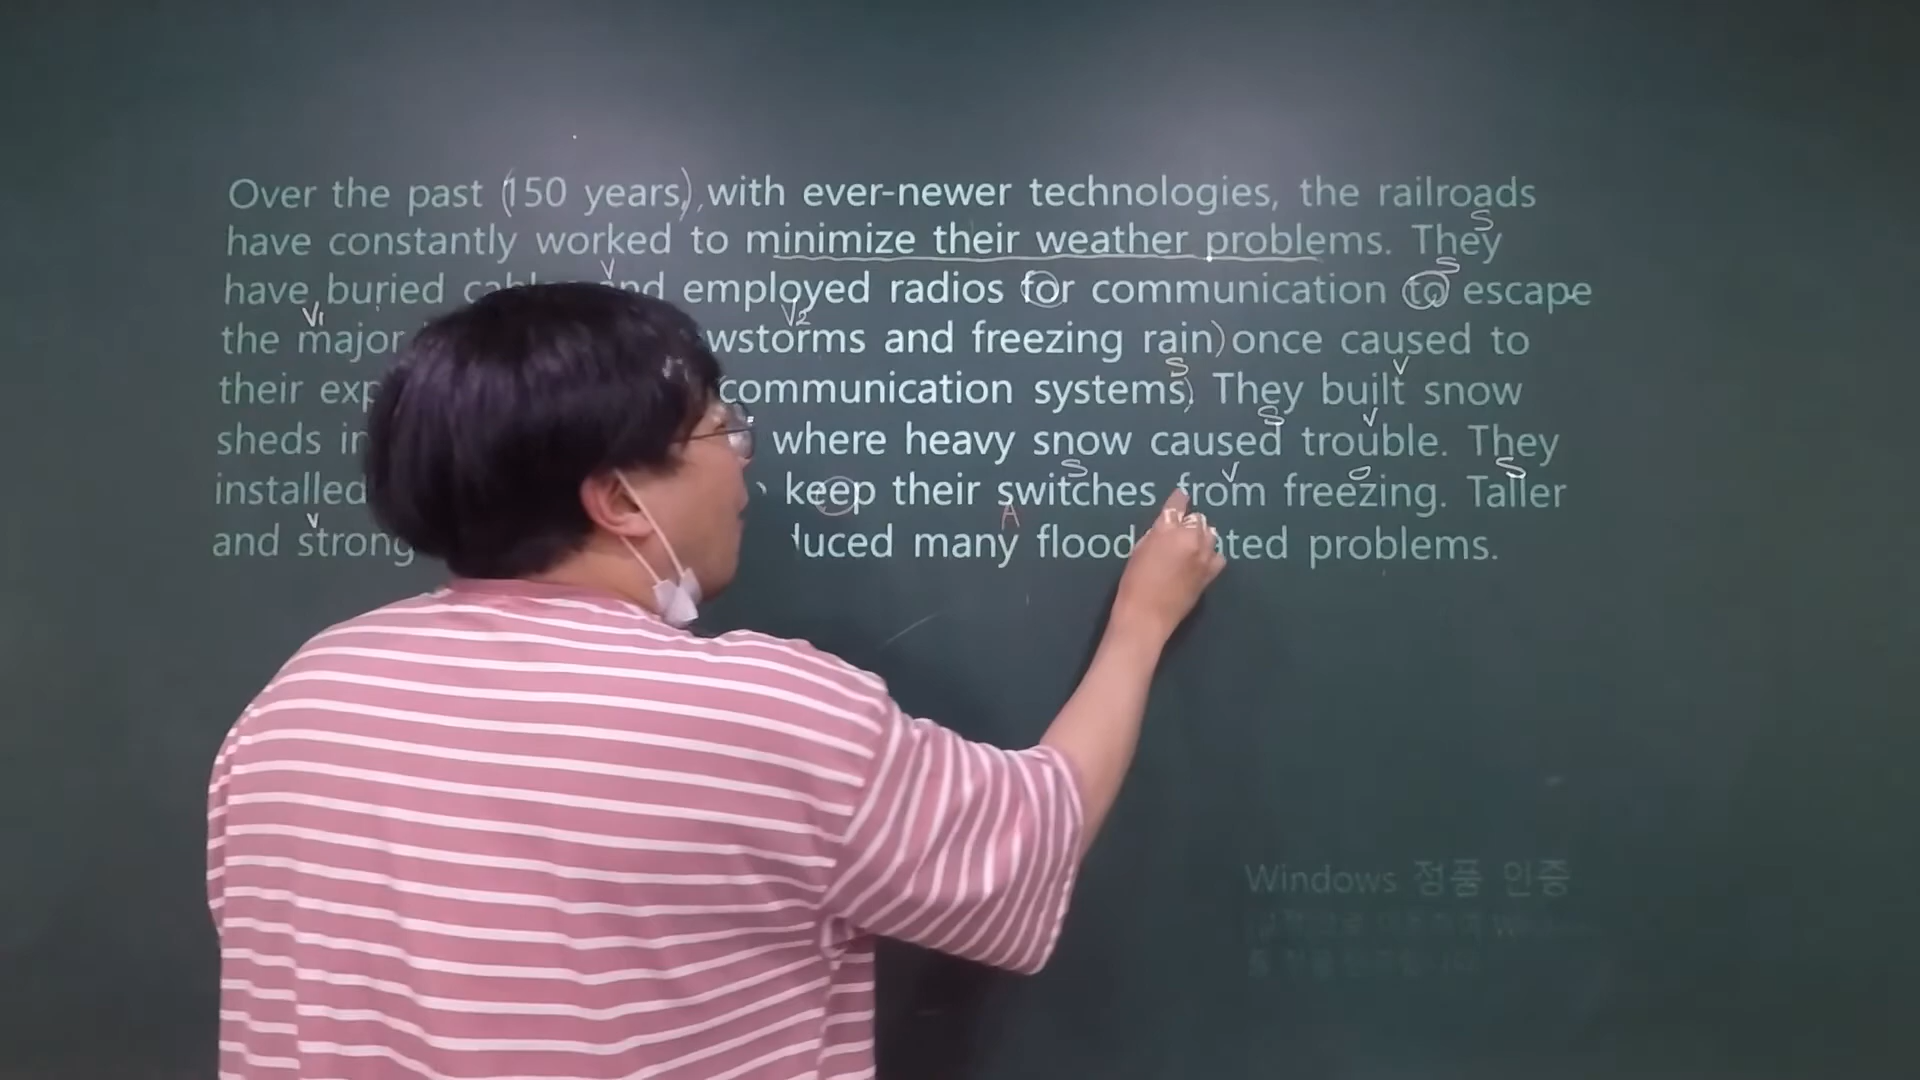 Over the past (150 years), with ever-newer technologies, the railroads
have constantly worked to minimize their weather problems. They
have buried and employed radios for communication to escape
the major wstorms and freezing rain) once caused to
their exp communication systems) They built snow
sheds in where heavy snow caused trouble. They
installed keep their switches from freezing. Taller
and strong duced many flood ated problems.
Windows 정품 인증